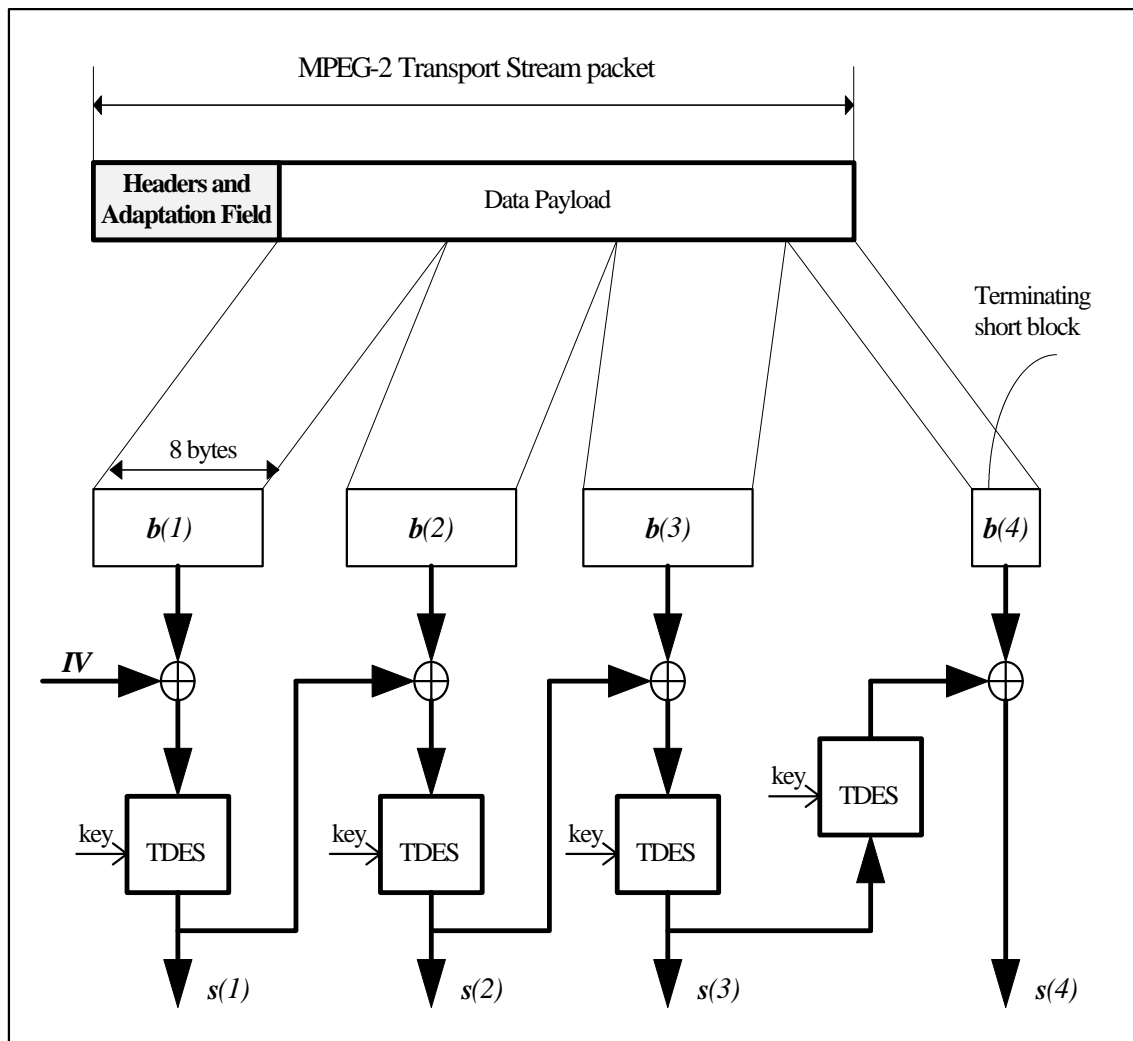 MPEG-2 Transport Stream packet
Headers and
Adaptation Field
Data Payload
Terminating
short block
8 bytes
b(1)
b(2)
b(3)
b(4)
IV
key
TDES
key
TDES
key
TDES
key
TDES
s(1)
s(2)
s(3)
s(4)